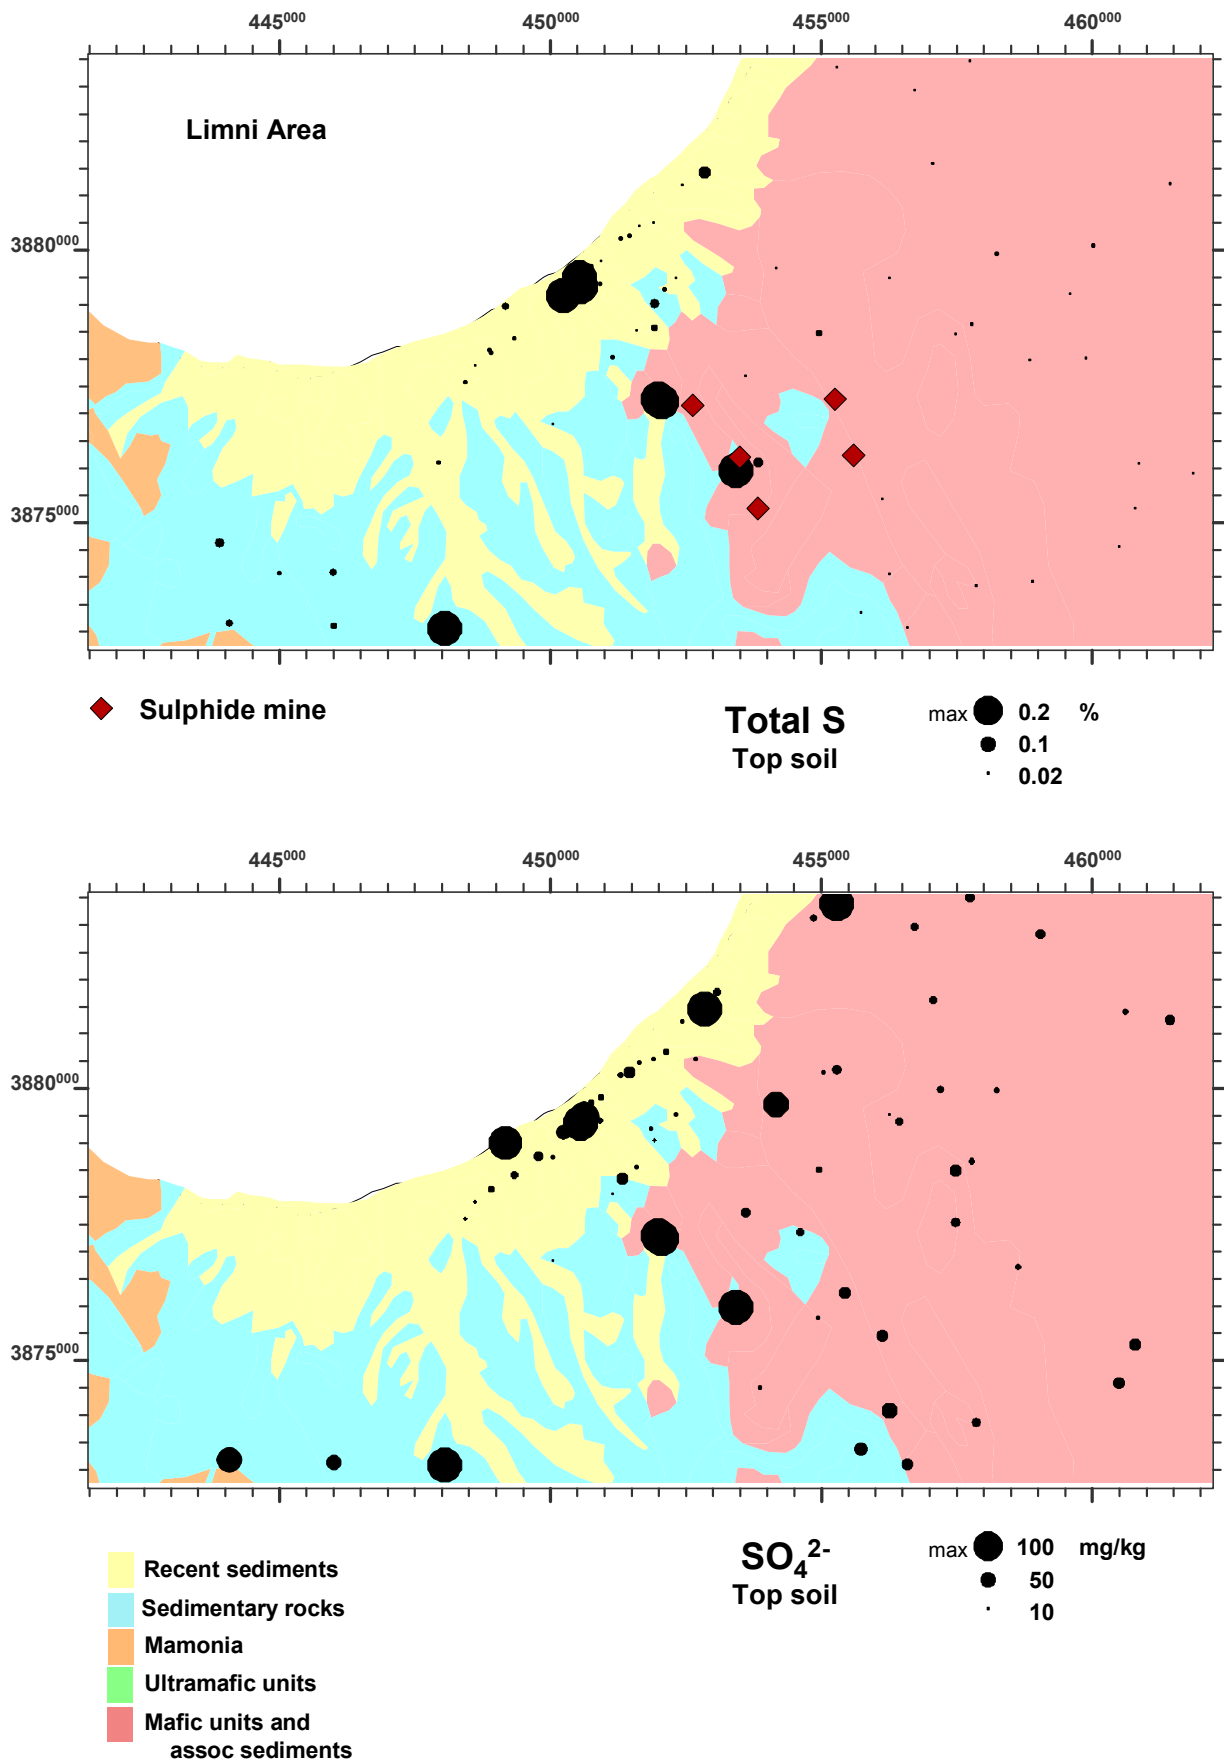 445000 450000 455000 460000
Limni Area
3880000
3875000
Sulphide mine
Total S
Top soil
max 0.2 %
0.1
0.02
445000 450000 455000 460000
3880000
3875000
Recent sediments
Sedimentary rocks
Mamonia
Ultramafic units
Mafic units and
assoc sediments
SO₄²⁻
Top soil
max 100 mg/kg
50
10